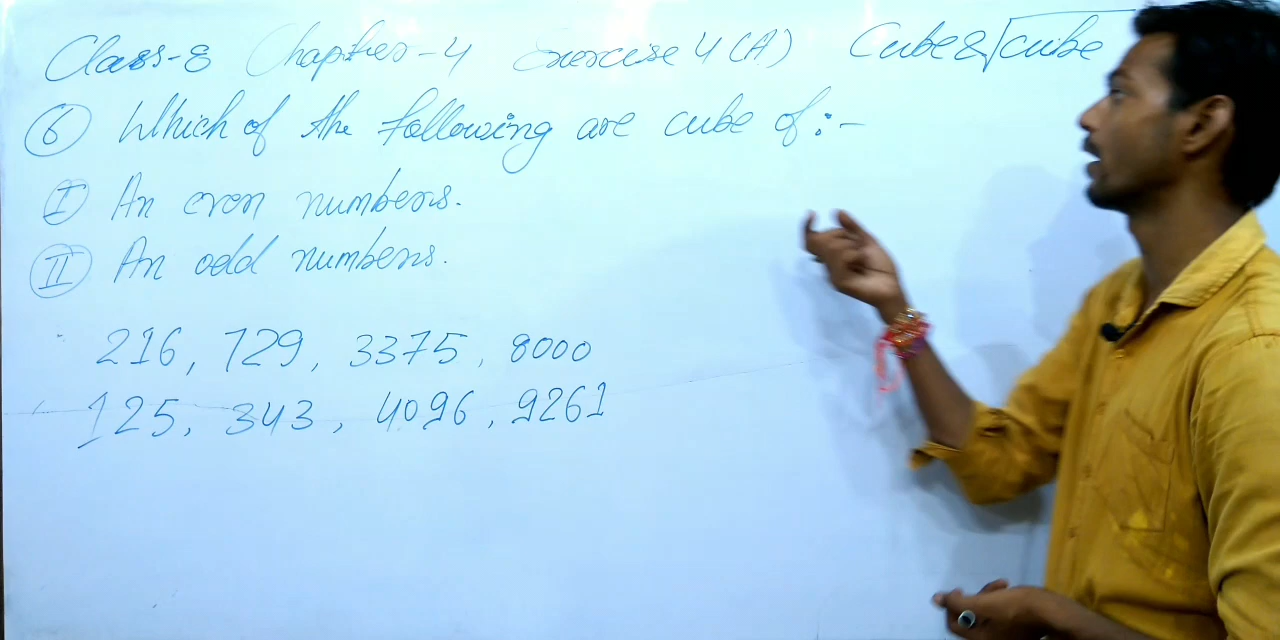 Class-8 Chapter-4 Exercise 4(A) Cube & √cube
⑥ Which of the following are cube of :-
Ⓘ An even numbers.
Ⓘ︎Ⓘ An odd numbers.
216, 729, 3375, 8000
125, 343, 4096, 9261